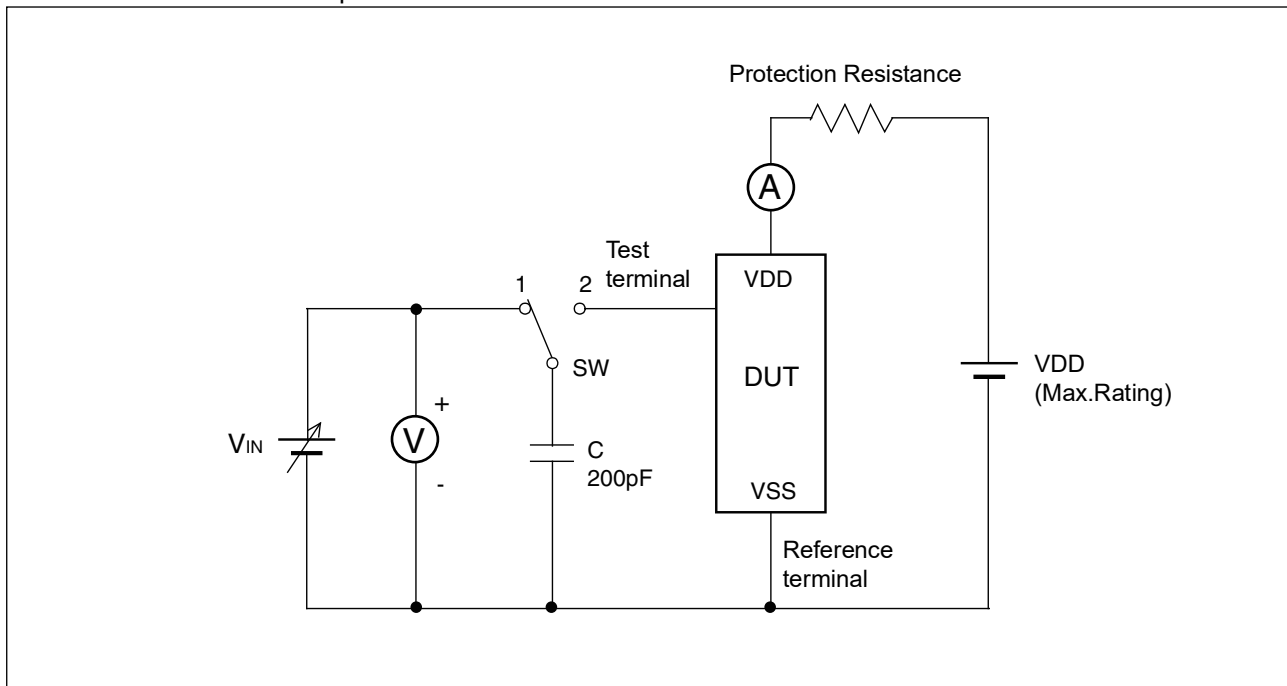 Protection Resistance
A
Test
terminal
1
2
VDD
SW
DUT
VDD
(Max.Rating)
+
V
VIN
-
C
200pF
VSS
Reference
terminal